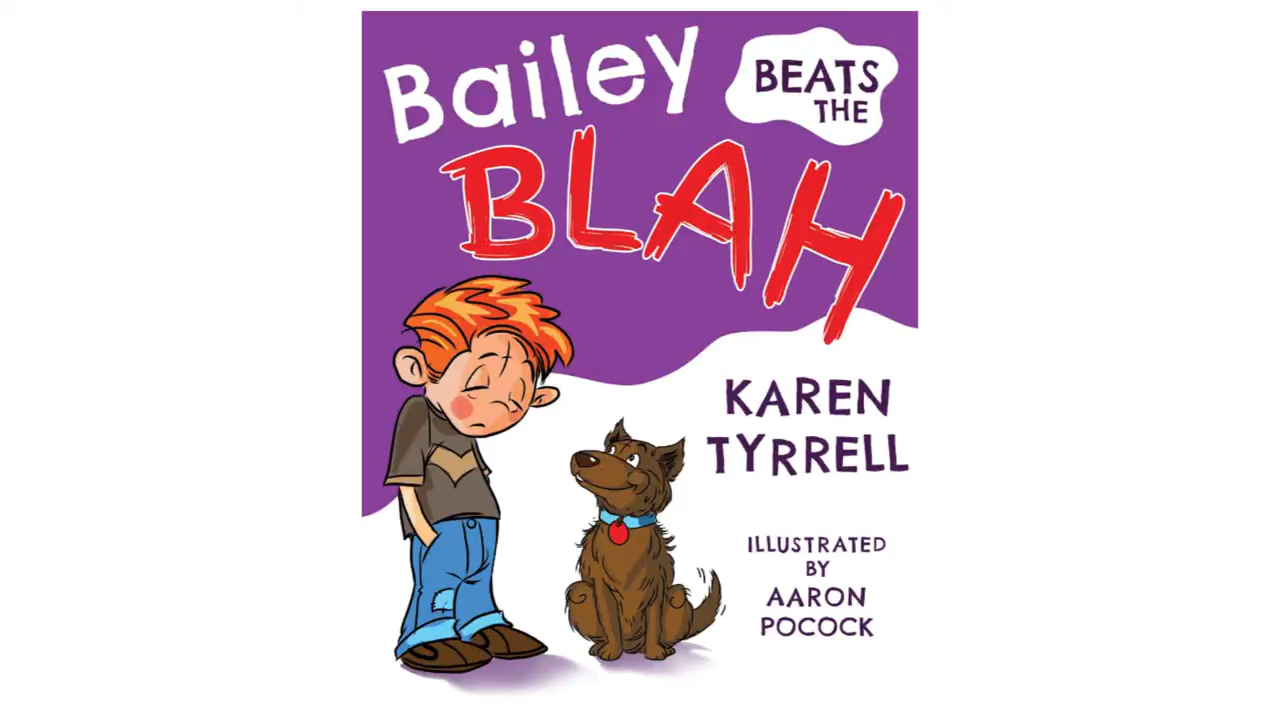 Bailey
BEATS
THE
BLAH
KAREN
TYRRELL
ILLUSTRATED
BY
AARON
POCOCK